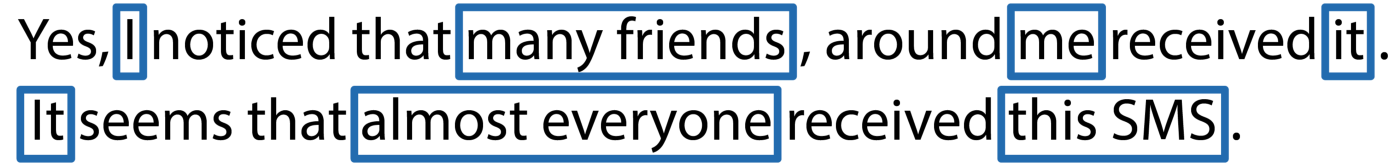 Yes, I noticed that many friends , around me received it .
It seems that almost everyone received this SMS .